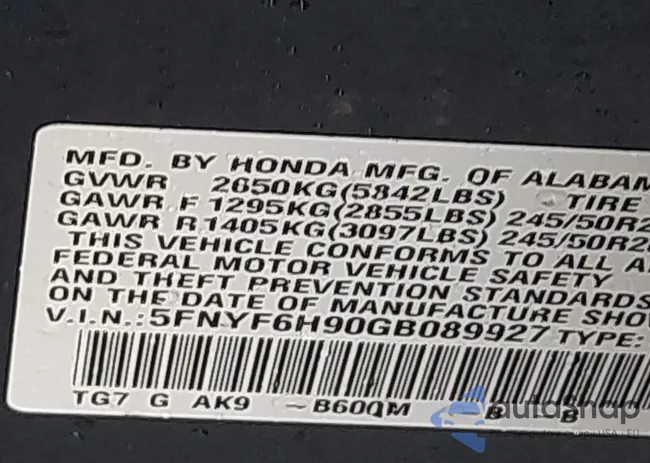 MFD. BY HONDA MFG. OF ALABAM
GVWR 2650KG(5842LBS) TIRE
GAWR F 1295KG(2855LBS) 245/50R2
GAWR R1405KG(3097LBS) 245/50R2
THIS VEHICLE CONFORMS TO ALL A
FEDERAL MOTOR VEHICLE SAFETY
AND THEFT PREVENTION STANDARDS
ON THE DATE OF MANUFACTURE SHO
V.I.N.:5FNYF6H90GB089927 TYPE:
TG7 G AK9 ~B60QM B B
autosnap